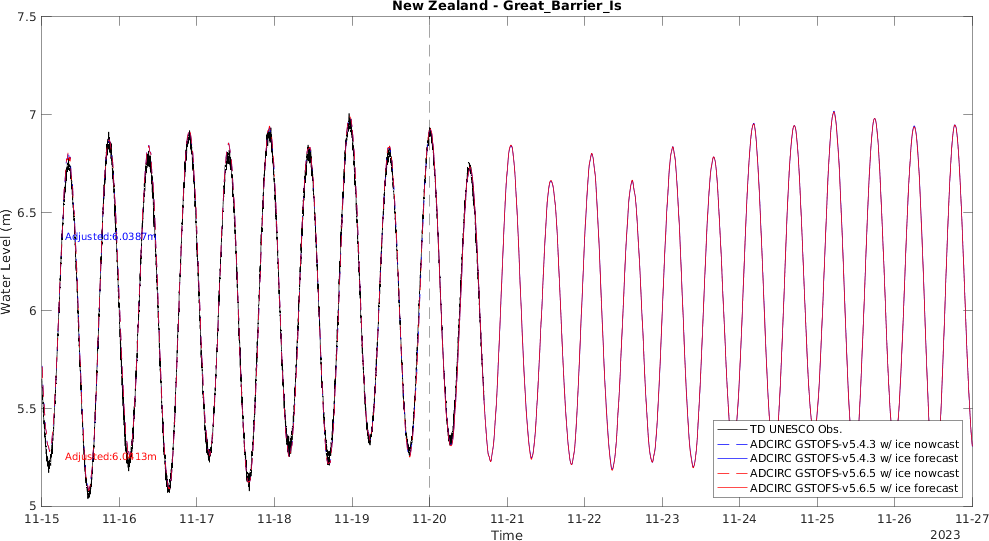 New Zealand - Great_Barrier_Is
7.5
7
6.5
6
5.5
5
Water Level (m)
Adjusted:6.0387m
Adjusted:6.0413m
TD UNESCO Obs.
ADCIRC GSTOFS-v5.4.3 w/ ice nowcast
ADCIRC GSTOFS-v5.4.3 w/ ice forecast
ADCIRC GSTOFS-v5.6.5 w/ ice nowcast
ADCIRC GSTOFS-v5.6.5 w/ ice forecast
11-15 11-16 11-17 11-18 11-19 11-20 11-21 11-22 11-23 11-24 11-25 11-26 11-27
Time
2023